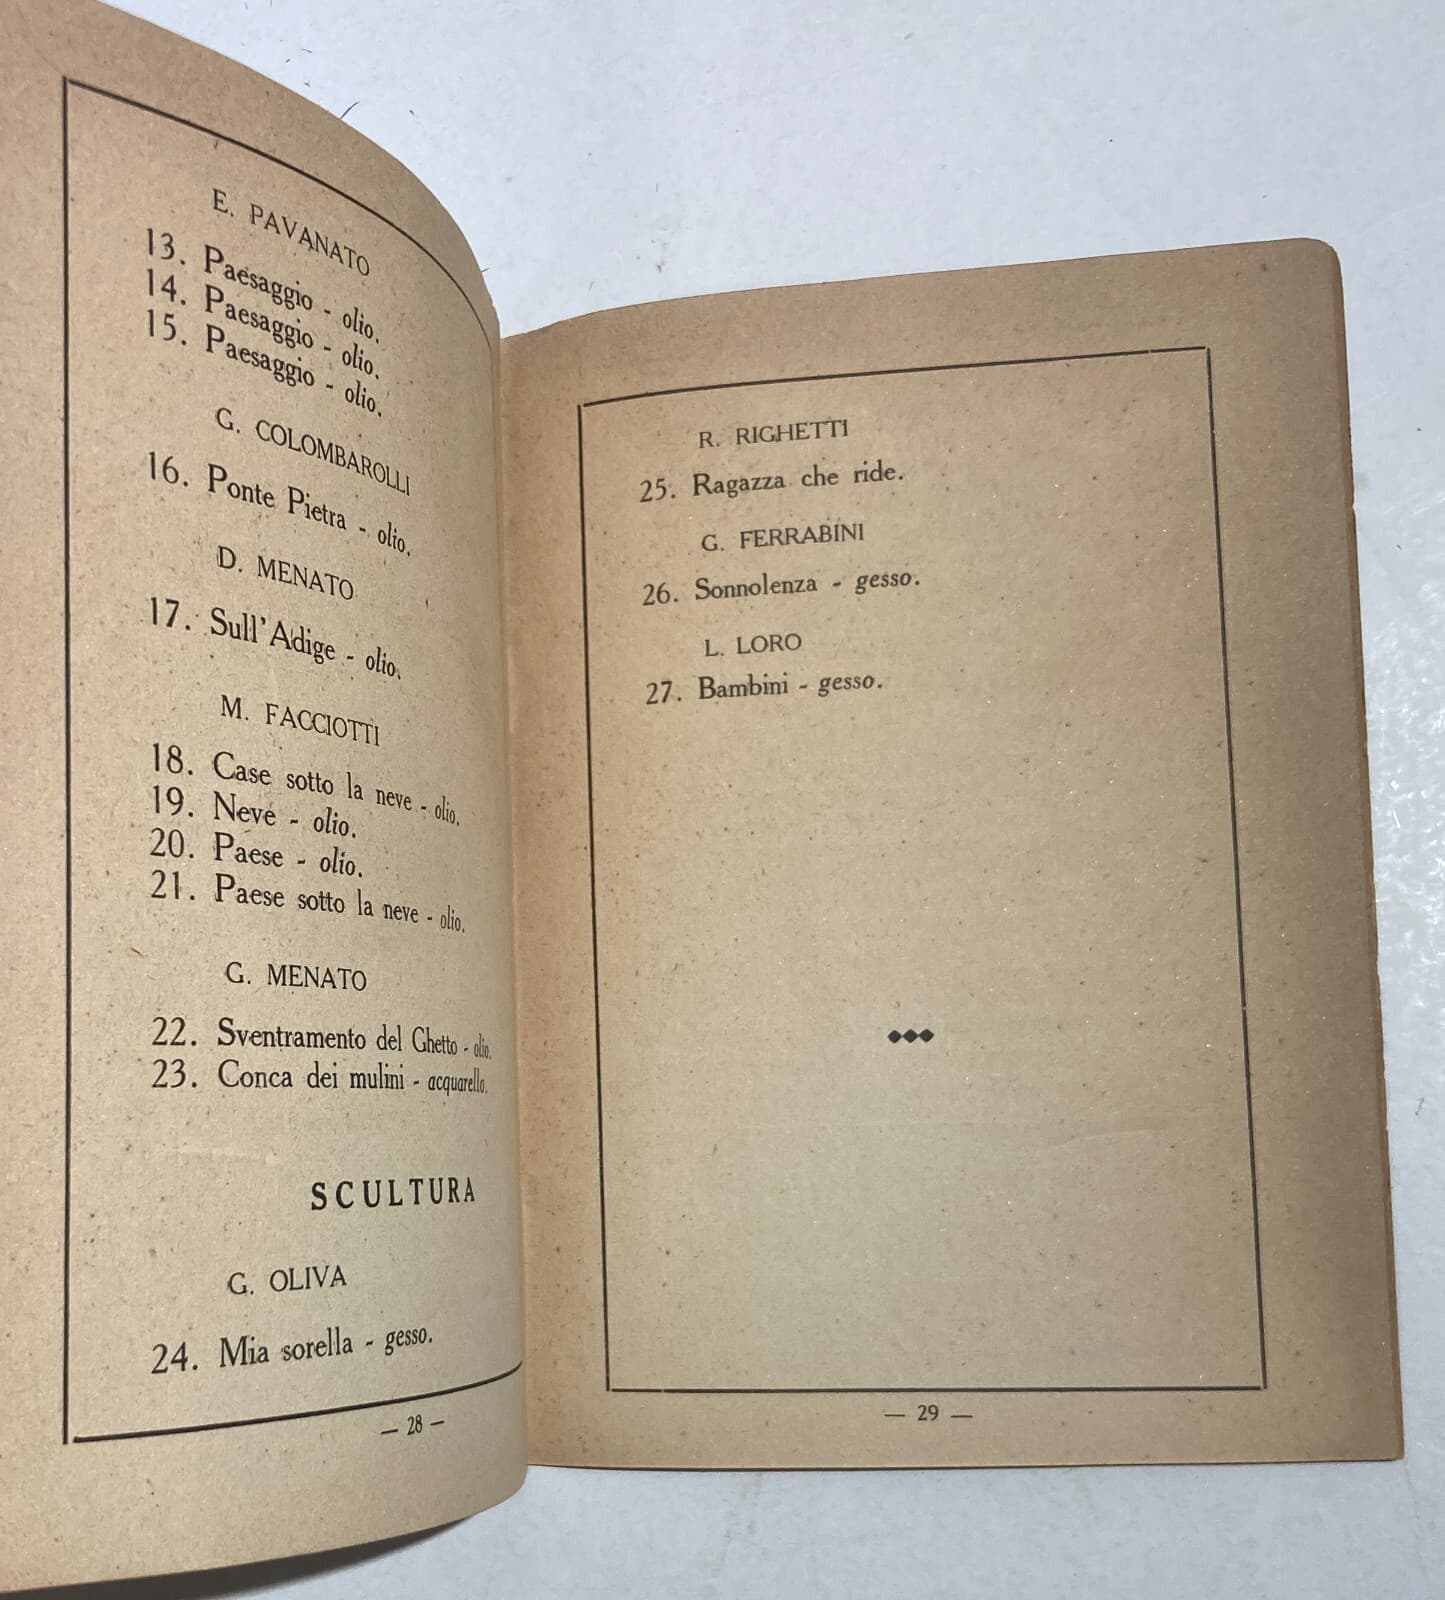 E. PAVANATO
13. Paesaggio - olio.
14. Paesaggio - olio.
15. Paesaggio - olio.
G. COLOMBAROLLI
16. Ponte Pietra - olio.
D. MENATO
17. Sull'Adige - olio.
M. FACCIOTTI
18. Case sotto la neve - olio.
19. Neve - olio.
20. Paese - olio.
21. Paese sotto la neve - olio.
G. MENATO
22. Sventramento del Ghetto - olio.
23. Conca dei mulini - acquarello.
SCULTURA
G. OLIVA
24. Mia sorella - gesso.
— 28 —
R. RIGHETTI
25. Ragazza che ride.
G. FERRABINI
26. Sonnolenza - gesso.
L. LORO
27. Bambini - gesso.
— 29 —